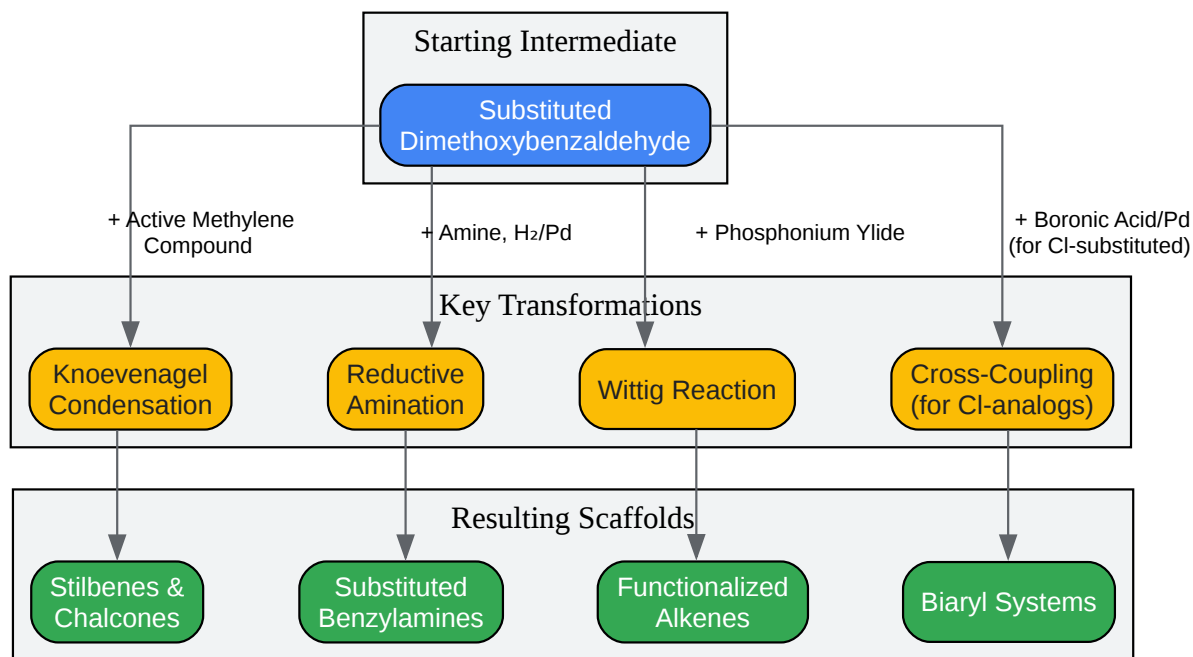 Starting Intermediate
Substituted
Dimethoxybenzaldehyde
+ Active Methylene
Compound
+ Amine, H₂/Pd
+ Phosphonium Ylide
+ Boronic Acid/Pd
(for Cl-substituted)
Key Transformations
Knoevenagel
Condensation
Reductive
Amination
Wittig Reaction
Cross-Coupling
(for Cl-analogs)
Resulting Scaffolds
Stilbenes &
Chalcones
Substituted
Benzylamines
Functionalized
Alkenes
Biaryl Systems